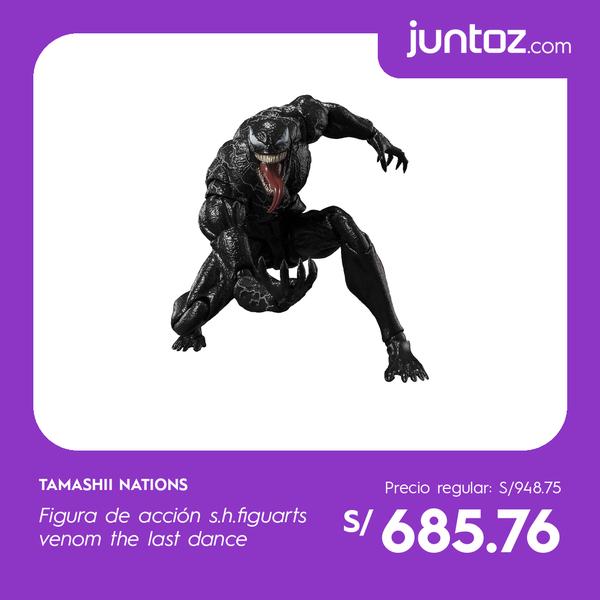 juntoz.com
TAMASHII NATIONS
Figura de acción s.h.figuarts
venom the last dance
Precio regular: S/948.75
S/ 685.76